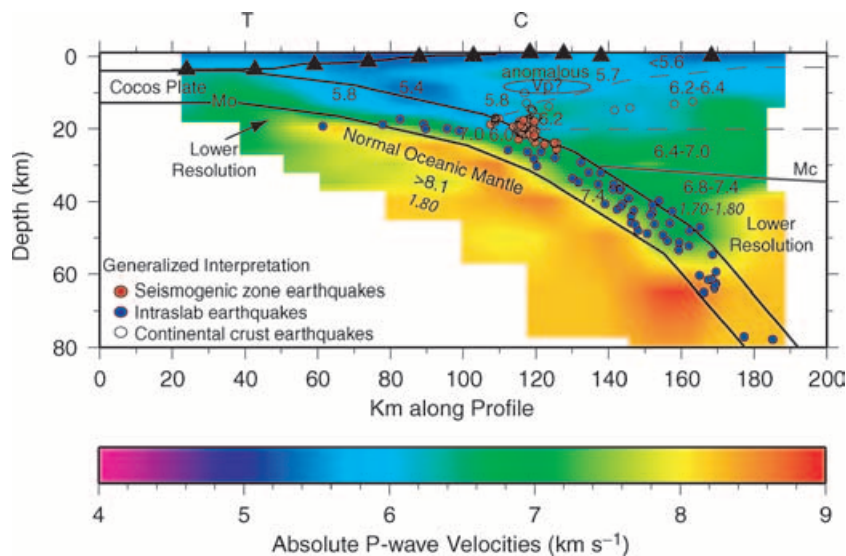 T C
0
20
40
60
80
Depth (km)
Cocos Plate
Mo
5.8
5.4
anomalous
Vp?
5.7
<5.6
5.8
6.2-6.4
6.2
7.0
6.4-7.0
Mc
Lower
Resolution
Normal Oceanic Mantle
>8.1
1.80
7.4
6.8-7.4
1.70-1.80
Lower
Resolution
Generalized Interpretation
Seismogenic zone earthquakes
Intraslab earthquakes
Continental crust earthquakes
0 20 40 60 80 100 120 140 160 180 200
Km along Profile
4 5 6 7 8 9
Absolute P-wave Velocities (km s⁻¹)